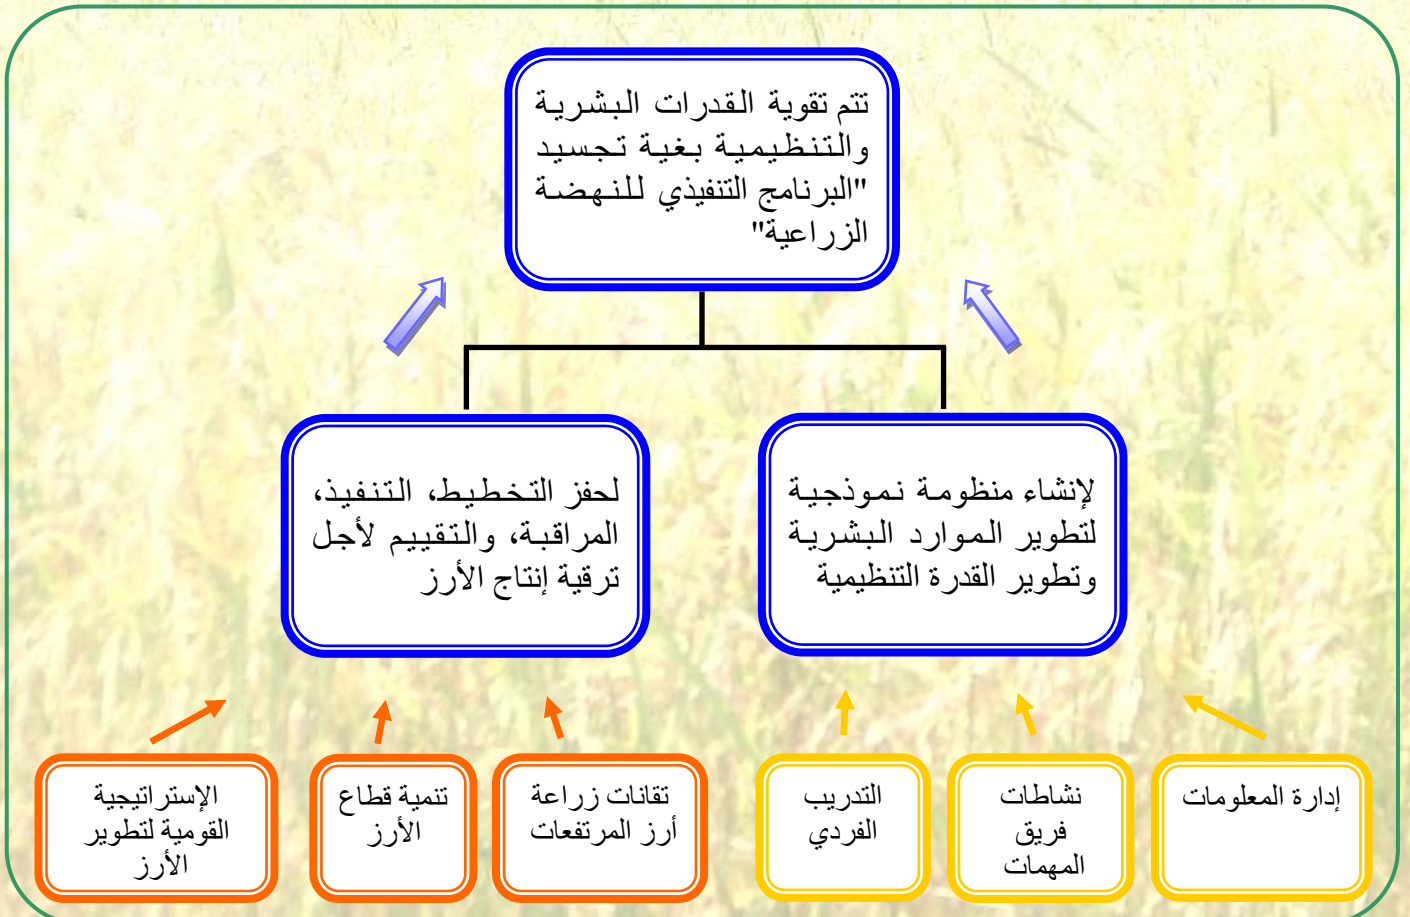 تتم تقوية القدرات البشرية
والتنظيمية بغية تجسيد
"البرنامج التنفيذي للنهضة
الزراعية"
لإنشاء منظومة نموذجية
لتطوير الموارد البشرية
وتطوير القدرة التنظيمية
لحفز التخطيط، التنفيذ،
المراقبة، والتقييم لأجل
ترقية إنتاج الأرز
إدارة المعلومات
نشاطات
فريق
المهمات
التدريب
الفردي
تقانات زراعة
أرز المرتفعات
تنمية قطاع
الأرز
الإستراتيجية
القومية لتطوير
الأرز